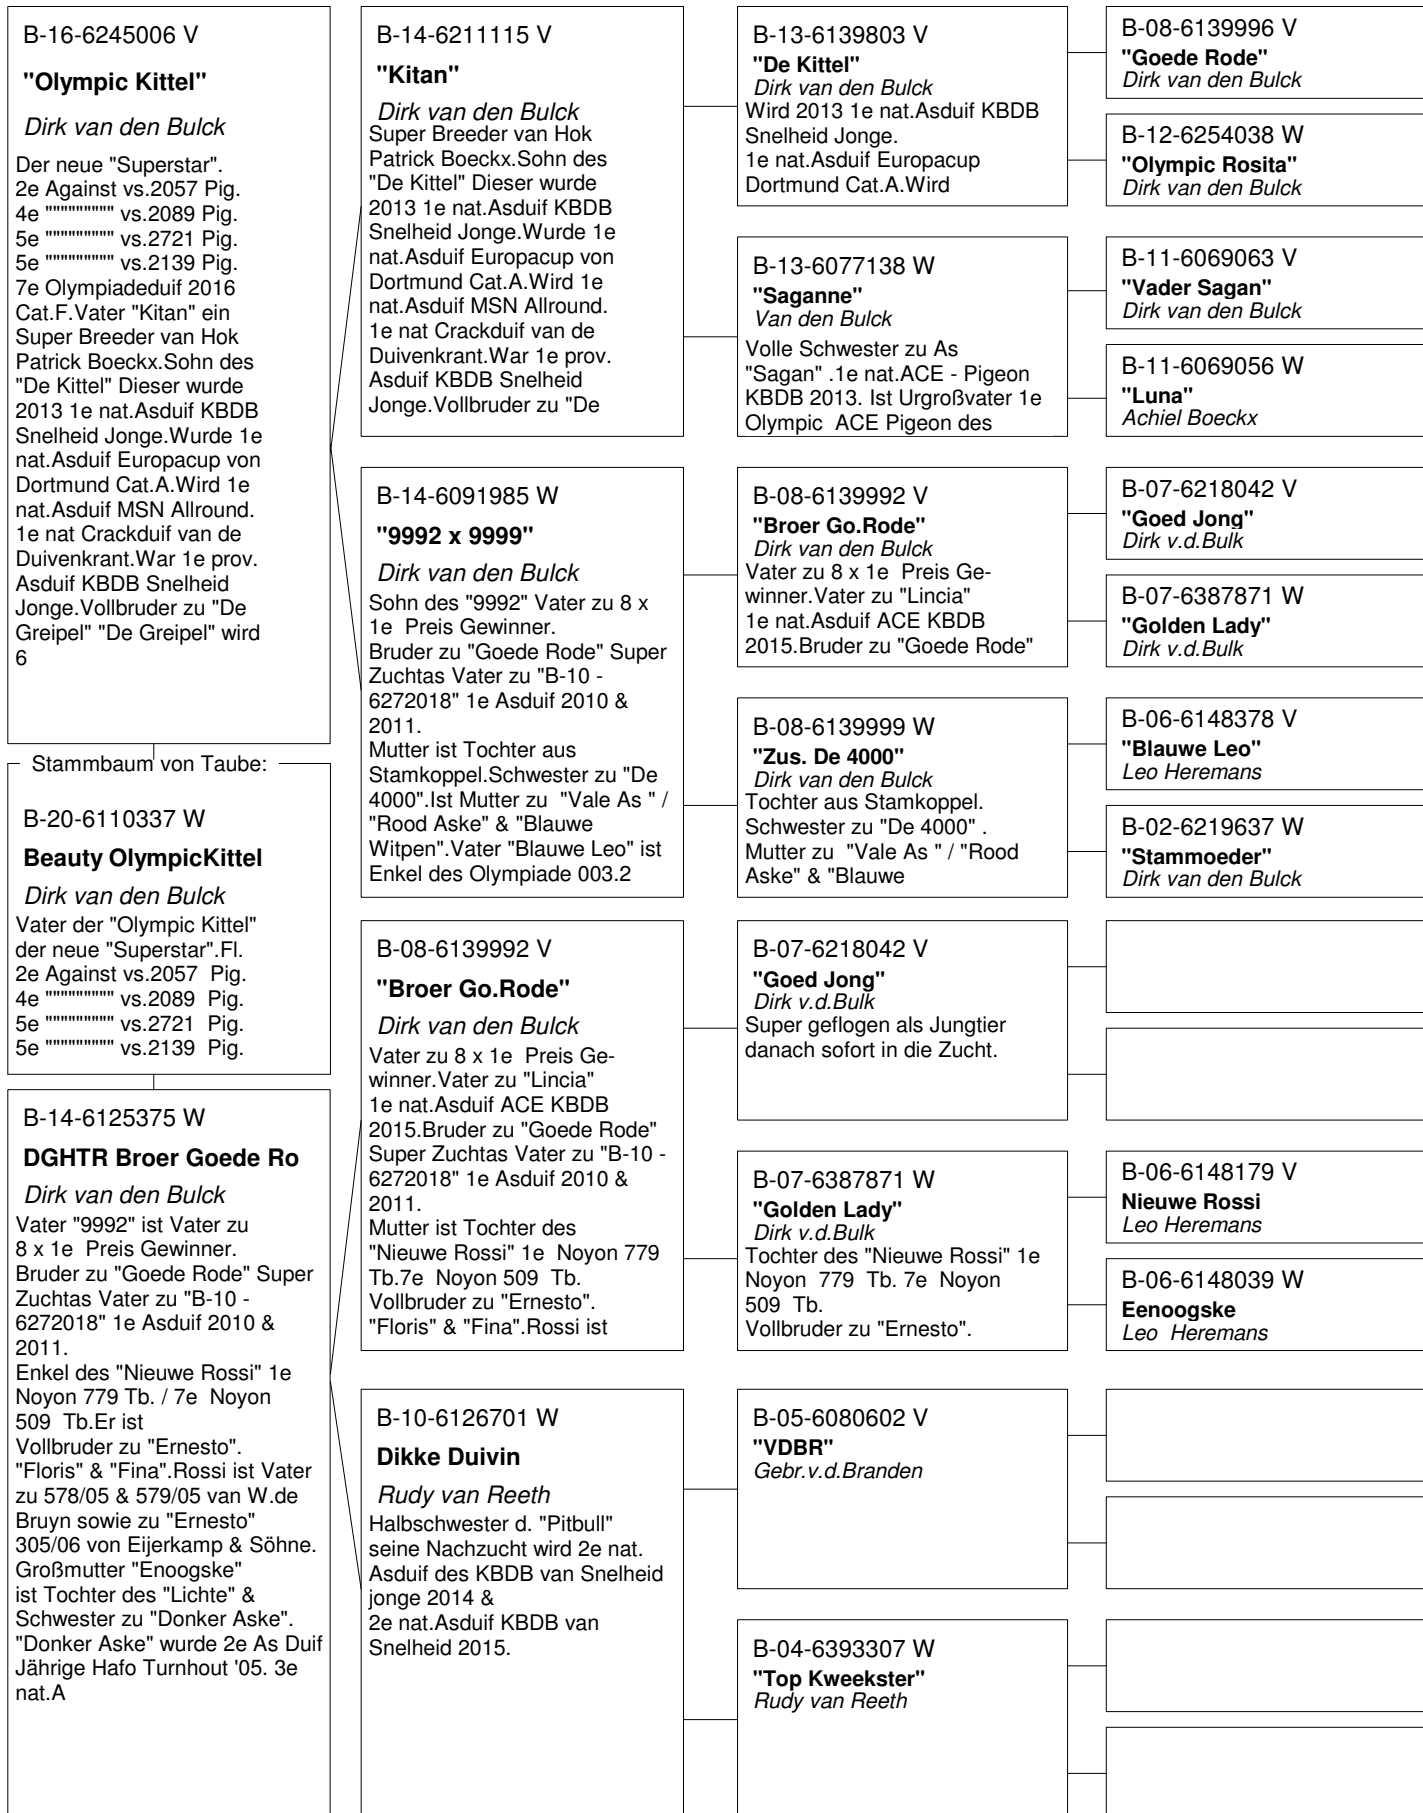 B-16-6245006 V
"Olympic Kittel"
Dirk van den Bulck
Der neue "Superstar".
2e Against vs.2057 Pig.
4e """"""""" vs.2089 Pig.
5e """"""""" vs.2721 Pig.
5e """"""""" vs.2139 Pig.
7e Olympiadeduif 2016
Cat.F.Vater "Kitan" ein
Super Breeder van Hok
Patrick Boeckx.Sohn des
"De Kittel" Dieser wurde
2013 1e nat.Asduif KBDB
Snelheid Jonge.Wurde 1e
nat.Asduif Europacup von
Dortmund Cat.A.Wird 1e
nat.Asduif MSN Allround.
1e nat Crackduif van de
Duivenkrant.War 1e prov.
Asduif KBDB Snelheid
Jonge.Vollbruder zu "De
Greipel" "De Greipel" wird
6
Stammbaum von Taube:
B-20-6110337 W
Beauty OlympicKittel
Dirk van den Bulck
Vater der "Olympic Kittel"
der neue "Superstar".Fl.
2e Against vs.2057 Pig.
4e """"""""" vs.2089 Pig.
5e """"""""" vs.2721 Pig.
5e """"""""" vs.2139 Pig.
B-14-6125375 W
DGHTR Broer Goede Ro
Dirk van den Bulck
Vater "9992" ist Vater zu
8 x 1e Preis Gewinner.
Bruder zu "Goede Rode" Super
Zuchtas Vater zu "B-10 -
6272018" 1e Asduif 2010 &
2011.
Enkel des "Nieuwe Rossi" 1e
Noyon 779 Tb. / 7e Noyon
509 Tb.Er ist
Vollbruder zu "Ernesto".
"Floris" & "Fina".Rossi ist Vater
zu 578/05 & 579/05 van W.de
Bruyn sowie zu "Ernesto"
305/06 von Eijerkamp & Söhne.
Großmutter "Enoogske"
ist Tochter des "Lichte" &
Schwester zu "Donker Aske".
"Donker Aske" wurde 2e As Duif
Jährige Hafo Turnhout '05. 3e
nat.A
B-14-6211115 V
"Kitan"
Dirk van den Bulck
Super Breeder van Hok
Patrick Boeckx.Sohn des
"De Kittel" Dieser wurde
2013 1e nat.Asduif KBDB
Snelheid Jonge.Wurde 1e
nat.Asduif Europacup von
Dortmund Cat.A.Wird 1e
nat.Asduif MSN Allround.
1e nat Crackduif van de
Duivenkrant.War 1e prov.
Asduif KBDB Snelheid
Jonge.Vollbruder zu "De
B-14-6091985 W
"9992 x 9999"
Dirk van den Bulck
Sohn des "9992" Vater zu 8 x
1e Preis Gewinner.
Bruder zu "Goede Rode" Super
Zuchtas Vater zu "B-10 -
6272018" 1e Asduif 2010 &
2011.
Mutter ist Tochter aus
Stamkoppel.Schwester zu "De
4000".Ist Mutter zu "Vale As " /
"Rood Aske" & "Blauwe
Witpen".Vater "Blauwe Leo" ist
Enkel des Olympiade 003.2
B-08-6139992 V
"Broer Go.Rode"
Dirk van den Bulck
Vater zu 8 x 1e Preis Ge-
winner.Vater zu "Lincia"
1e nat.Asduif ACE KBDB
2015.Bruder zu "Goede Rode"
Super Zuchtas Vater zu "B-10 -
6272018" 1e Asduif 2010 &
2011.
Mutter ist Tochter des
"Nieuwe Rossi" 1e Noyon 779
Tb.7e Noyon 509 Tb.
Vollbruder zu "Ernesto".
"Floris" & "Fina".Rossi ist
B-10-6126701 W
Dikke Duivin
Rudy van Reeth
Halbschwester d. "Pitbull"
seine Nachzucht wird 2e nat.
Asduif des KBDB van Snelheid
jonge 2014 &
2e nat.Asduif KBDB van
Snelheid 2015.
B-13-6139803 V
"De Kittel"
Dirk van den Bulck
Wird 2013 1e nat.Asduif KBDB
Snelheid Jonge.
1e nat.Asduif Europacup
Dortmund Cat.A.Wird
B-13-6077138 W
"Saganne"
Van den Bulck
Volle Schwester zu As
"Sagan" .1e nat.ACE - Pigeon
KBDB 2013. Ist Urgroßvater 1e
Olympic ACE Pigeon des
B-08-6139992 V
"Broer Go.Rode"
Dirk van den Bulck
Vater zu 8 x 1e Preis Ge-
winner.Vater zu "Lincia"
1e nat.Asduif ACE KBDB
2015.Bruder zu "Goede Rode"
B-08-6139999 W
"Zus. De 4000"
Dirk van den Bulck
Tochter aus Stamkoppel.
Schwester zu "De 4000" .
Mutter zu "Vale As " / "Rood
Aske" & "Blauwe
B-07-6218042 V
"Goed Jong"
Dirk v.d.Bulk
Super geflogen als Jungtier
danach sofort in die Zucht.
B-07-6387871 W
"Golden Lady"
Dirk v.d.Bulk
Tochter des "Nieuwe Rossi" 1e
Noyon 779 Tb. 7e Noyon
509 Tb.
Vollbruder zu "Ernesto".
B-05-6080602 V
"VDBR"
Gebr.v.d.Branden
B-04-6393307 W
"Top Kweekster"
Rudy van Reeth
B-08-6139996 V
"Goede Rode"
Dirk van den Bulck
B-12-6254038 W
"Olympic Rosita"
Dirk van den Bulck
B-11-6069063 V
"Vader Sagan"
Dirk van den Bulck
B-11-6069056 W
"Luna"
Achiel Boeckx
B-07-6218042 V
"Goed Jong"
Dirk v.d.Bulk
B-07-6387871 W
"Golden Lady"
Dirk v.d.Bulk
B-06-6148378 V
"Blauwe Leo"
Leo Heremans
B-02-6219637 W
"Stammoeder"
Dirk van den Bulck
B-06-6148179 V
Nieuwe Rossi
Leo Heremans
B-06-6148039 W
Eenoogske
Leo Heremans